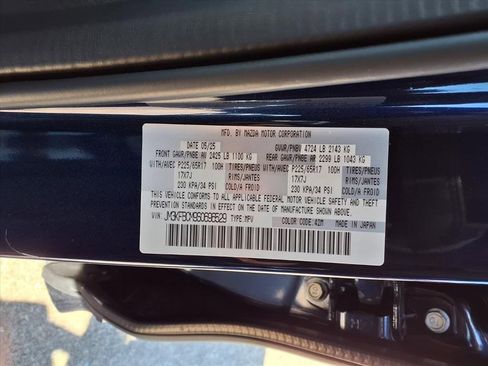 MFG. BY MAZDA MOTOR CORPORATION
DATE 05/25 GVWR/PNBV 4724 LB 2143 KG
FRONT GAWR/PNBE AV 2425 LB 1100 KG REAR GAWR/PNBE AR 2299 LB 1043 KG
WITH/AVEC P225/65R17 100H TIRES/PNEUS WITH/AVEC P225/65R17 100H TIRES/PNEUS
17X7J RIMS/JANTES 17X7J RIMS/JANTES
230 KPA/34 PSI COLD/A FROID 230 KPA/34 PSI COLD/A FROID
THIS VEHICLE CONFORMS TO ALL APPLICABLE FEDERAL MOTOR VEHICLE SAFETY, BUMPER AND THEFT
PREVENTION STANDARDS IN EFFECT ON THE DATE OF MANUFACTURE SHOWN ABOVE.
VIN: TYPE: MPV
COLOR CODE: 42M MADE IN JAPAN